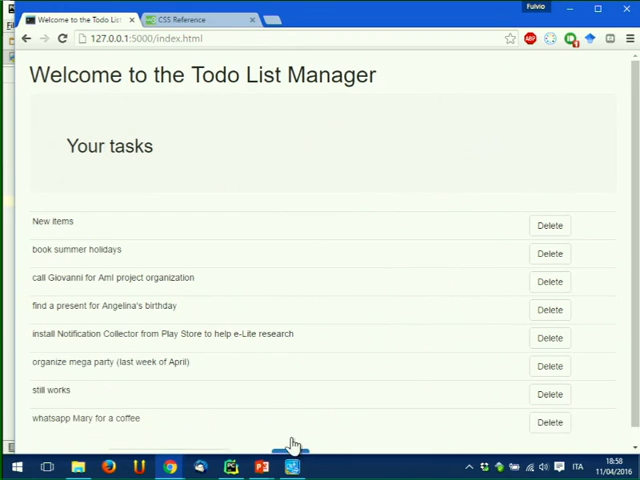 Fulvio
Welcome to the Todo List
CSS Reference
127.0.0.1:5000/index.html
ABP
1
Welcome to the Todo List Manager
Your tasks
New items
Delete
book summer holidays
Delete
call Giovanni for AmI project organization
Delete
find a present for Angelina's birthday
Delete
install Notification Collector from Play Store to help e-Lite research
Delete
organize mega party (last week of April)
Delete
still works
Delete
whatsapp Mary for a coffee
Delete
ITA
18:58
11/04/2016